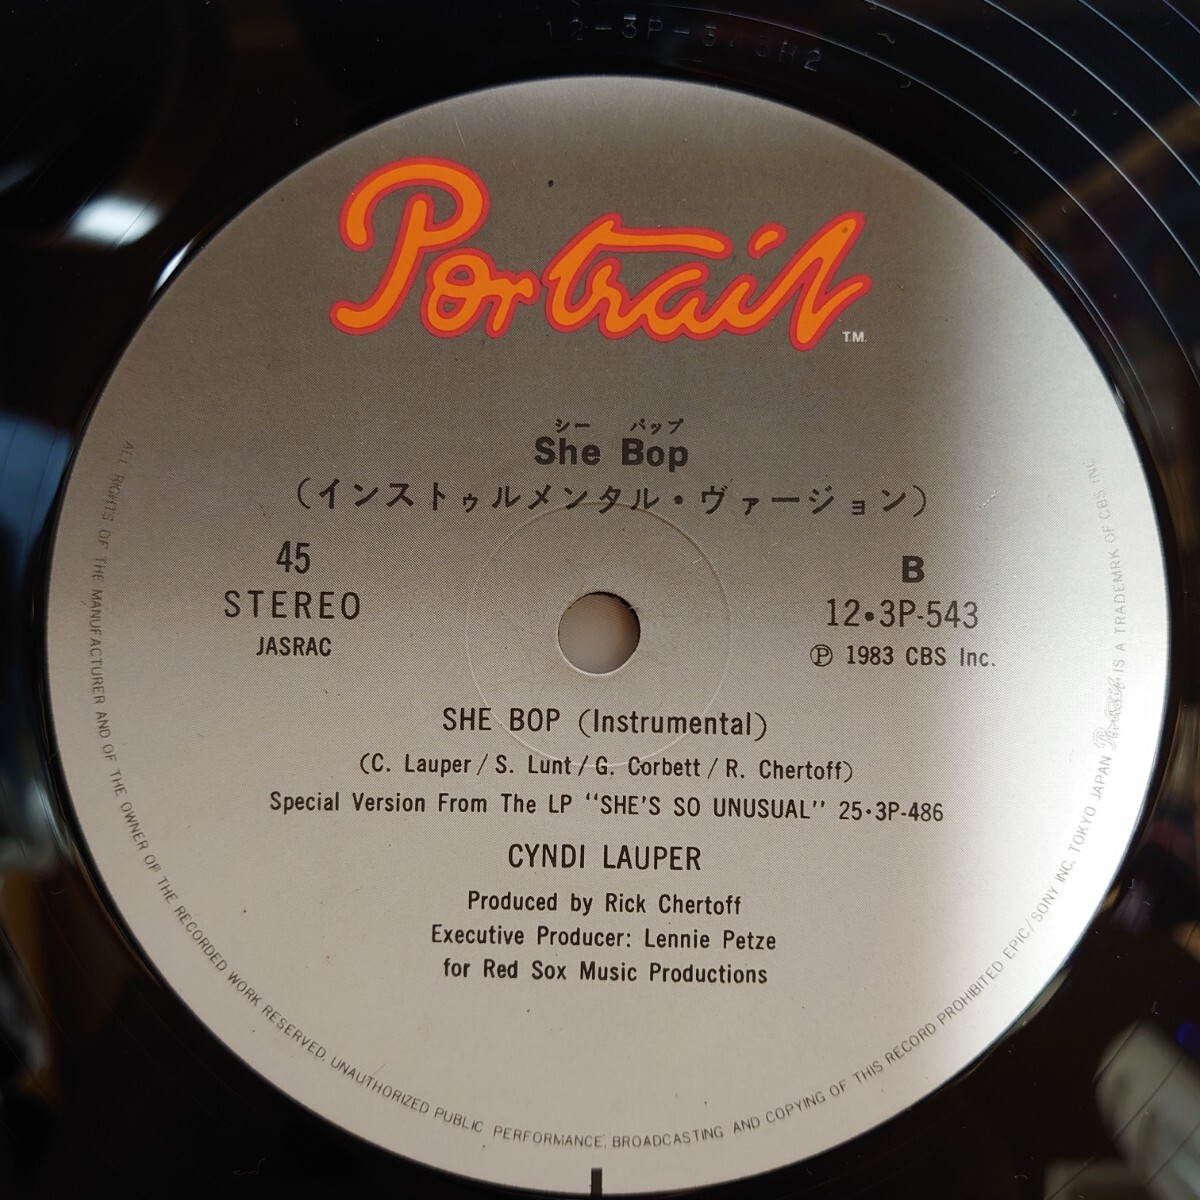 Portrait
T.M.
シー バップ
She Bop
(インストゥルメンタル・ヴァージョン)
45
STEREO
JASRAC
B
12・3P-543
Ⓟ 1983 CBS Inc.
SHE BOP (Instrumental)
(C. Lauper / S. Lunt / G. Corbett / R. Chertoff)
Special Version From The LP "SHE'S SO UNUSUAL" 25・3P-486
CYNDI LAUPER
Produced by Rick Chertoff
Executive Producer: Lennie Petze
for Red Sox Music Productions
ALL RIGHTS OF THE MANUFACTURER AND OF THE OWNER OF THE RECORDED WORK RESERVED. UNAUTHORIZED PUBLIC PERFORMANCE, BROADCASTING AND COPYING OF THIS RECORD PROHIBITED EPIC/SONY INC. TOKYO JAPAN Portrait IS A TRADEMRK OF CBS INC